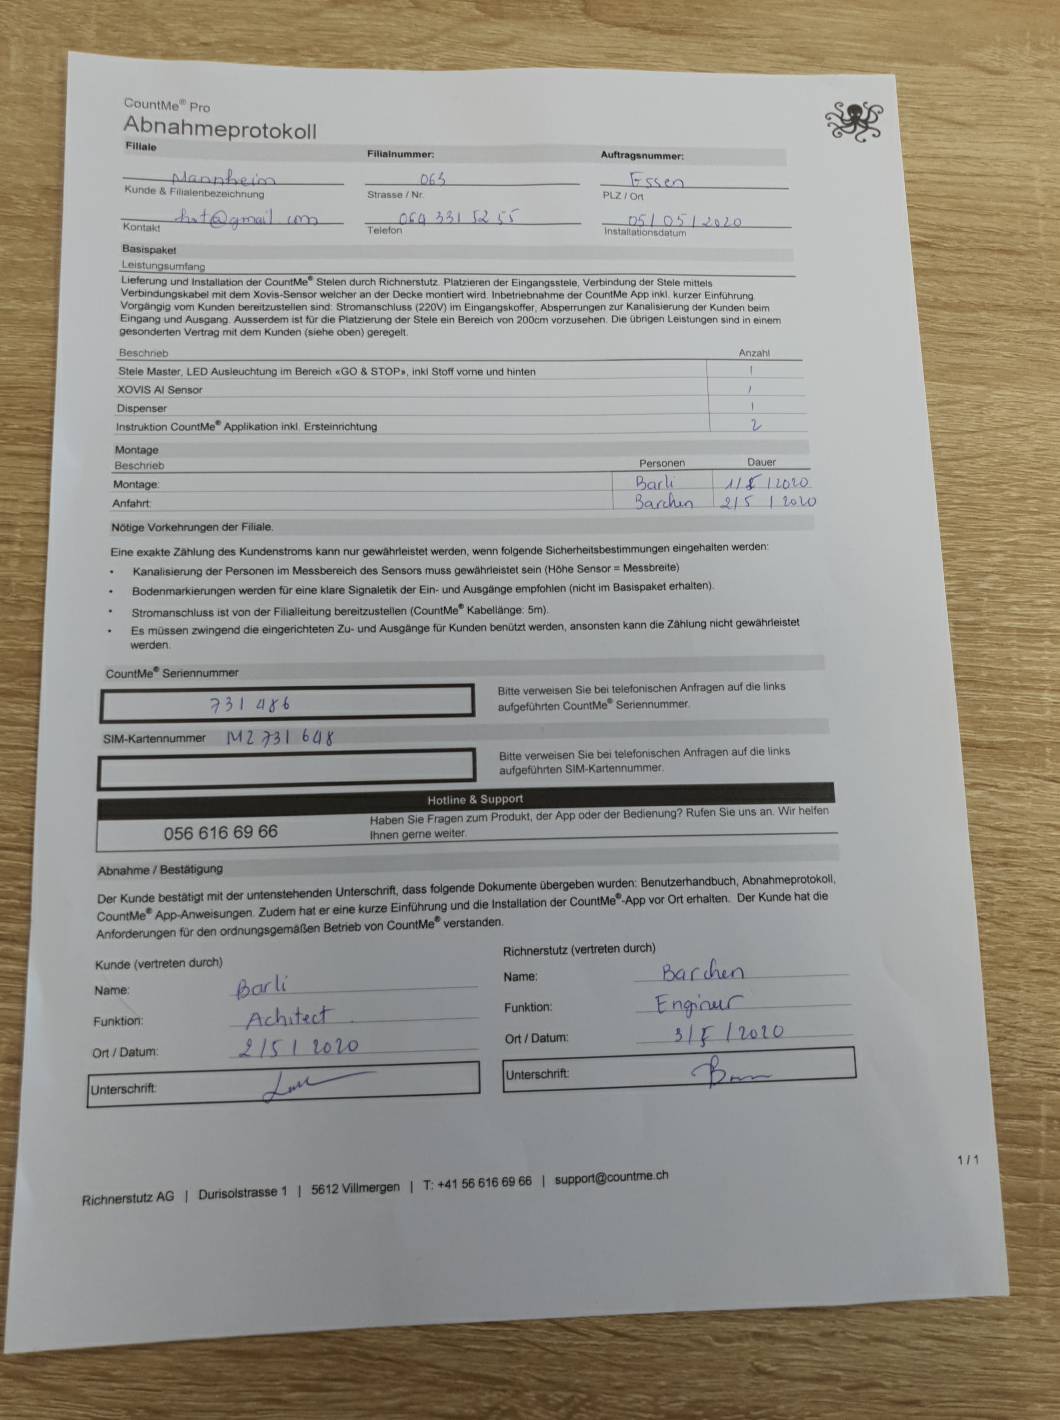 CountMe® Pro
Abnahmeprotokoll
Filiale Filialnummer: Auftragsnummer:
Mannheim 063 Essen
Kunde & Filialenbezeichnung Strasse / Nr. PLZ / Ort
hst@gmail com 064 331 52 55 05/05/2020
Kontakt Telefon Installationsdatum
Basispaket
Leistungsumfang
Lieferung und Installation der CountMe® Stelen durch Richnerstutz. Platzieren der Eingangsstele, Verbindung der Stele mittels
Verbindungskabel mit dem Xovis-Sensor welcher an der Decke montiert wird. Inbetriebnahme der CountMe App inkl. kurzer Einführung.
Vorgängig vom Kunden bereitzustellen sind: Stromanschluss (220V) im Eingangskoffer, Absperrungen zur Kanalisierung der Kunden beim
Eingang und Ausgang. Ausserdem ist für die Platzierung der Stele ein Bereich von 200cm vorzusehen. Die übrigen Leistungen sind in einem
gesonderten Vertrag mit dem Kunden (siehe oben) geregelt.
Beschrieb Anzahl
Stele Master, LED Ausleuchtung im Bereich «GO & STOP», inkl Stoff vorne und hinten 1
XOVIS AI Sensor 1
Dispenser 1
Instruktion CountMe® Applikation inkl. Ersteinrichtung 2
Montage
Beschrieb Personen Dauer
Montage: Barli 1/5/2020
Anfahrt: Barchen 2/5/2020
Nötige Vorkehrungen der Filiale.
Eine exakte Zählung des Kundenstroms kann nur gewährleistet werden, wenn folgende Sicherheitsbestimmungen eingehalten werden:
• Kanalisierung der Personen im Messbereich des Sensors muss gewährleistet sein (Höhe Sensor = Messbreite)
• Bodenmarkierungen werden für eine klare Signaletik der Ein- und Ausgänge empfohlen (nicht im Basispaket erhalten).
• Stromanschluss ist von der Filialleitung bereitzustellen (CountMe® Kabellänge: 5m).
• Es müssen zwingend die eingerichteten Zu- und Ausgänge für Kunden benützt werden, ansonsten kann die Zählung nicht gewährleistet
werden.
CountMe® Seriennummer
731 486
Bitte verweisen Sie bei telefonischen Anfragen auf die links
aufgeführten CountMe® Seriennummer.
SIM-Kartennummer M2 731 648
Bitte verweisen Sie bei telefonischen Anfragen auf die links
aufgeführten SIM-Kartennummer.
Hotline & Support
056 616 69 66
Haben Sie Fragen zum Produkt, der App oder der Bedienung? Rufen Sie uns an. Wir helfen
Ihnen gerne weiter.
Abnahme / Bestätigung
Der Kunde bestätigt mit der untenstehenden Unterschrift, dass folgende Dokumente übergeben wurden: Benutzerhandbuch, Abnahmeprotokoll,
CountMe® App-Anweisungen. Zudem hat er eine kurze Einführung und die Installation der CountMe®-App vor Ort erhalten. Der Kunde hat die
Anforderungen für den ordnungsgemäßen Betrieb von CountMe® verstanden.
Kunde (vertreten durch) Richnerstutz (vertreten durch)
Name: Barli Name: Barchen
Funktion: Achitect Funktion: Enginur
Ort / Datum: 2/5/2020 Ort / Datum: 3/5/2020
Unterschrift: Unterschrift:
1 / 1
Richnerstutz AG | Durisolstrasse 1 | 5612 Villmergen | T: +41 56 616 69 66 | support@countme.ch